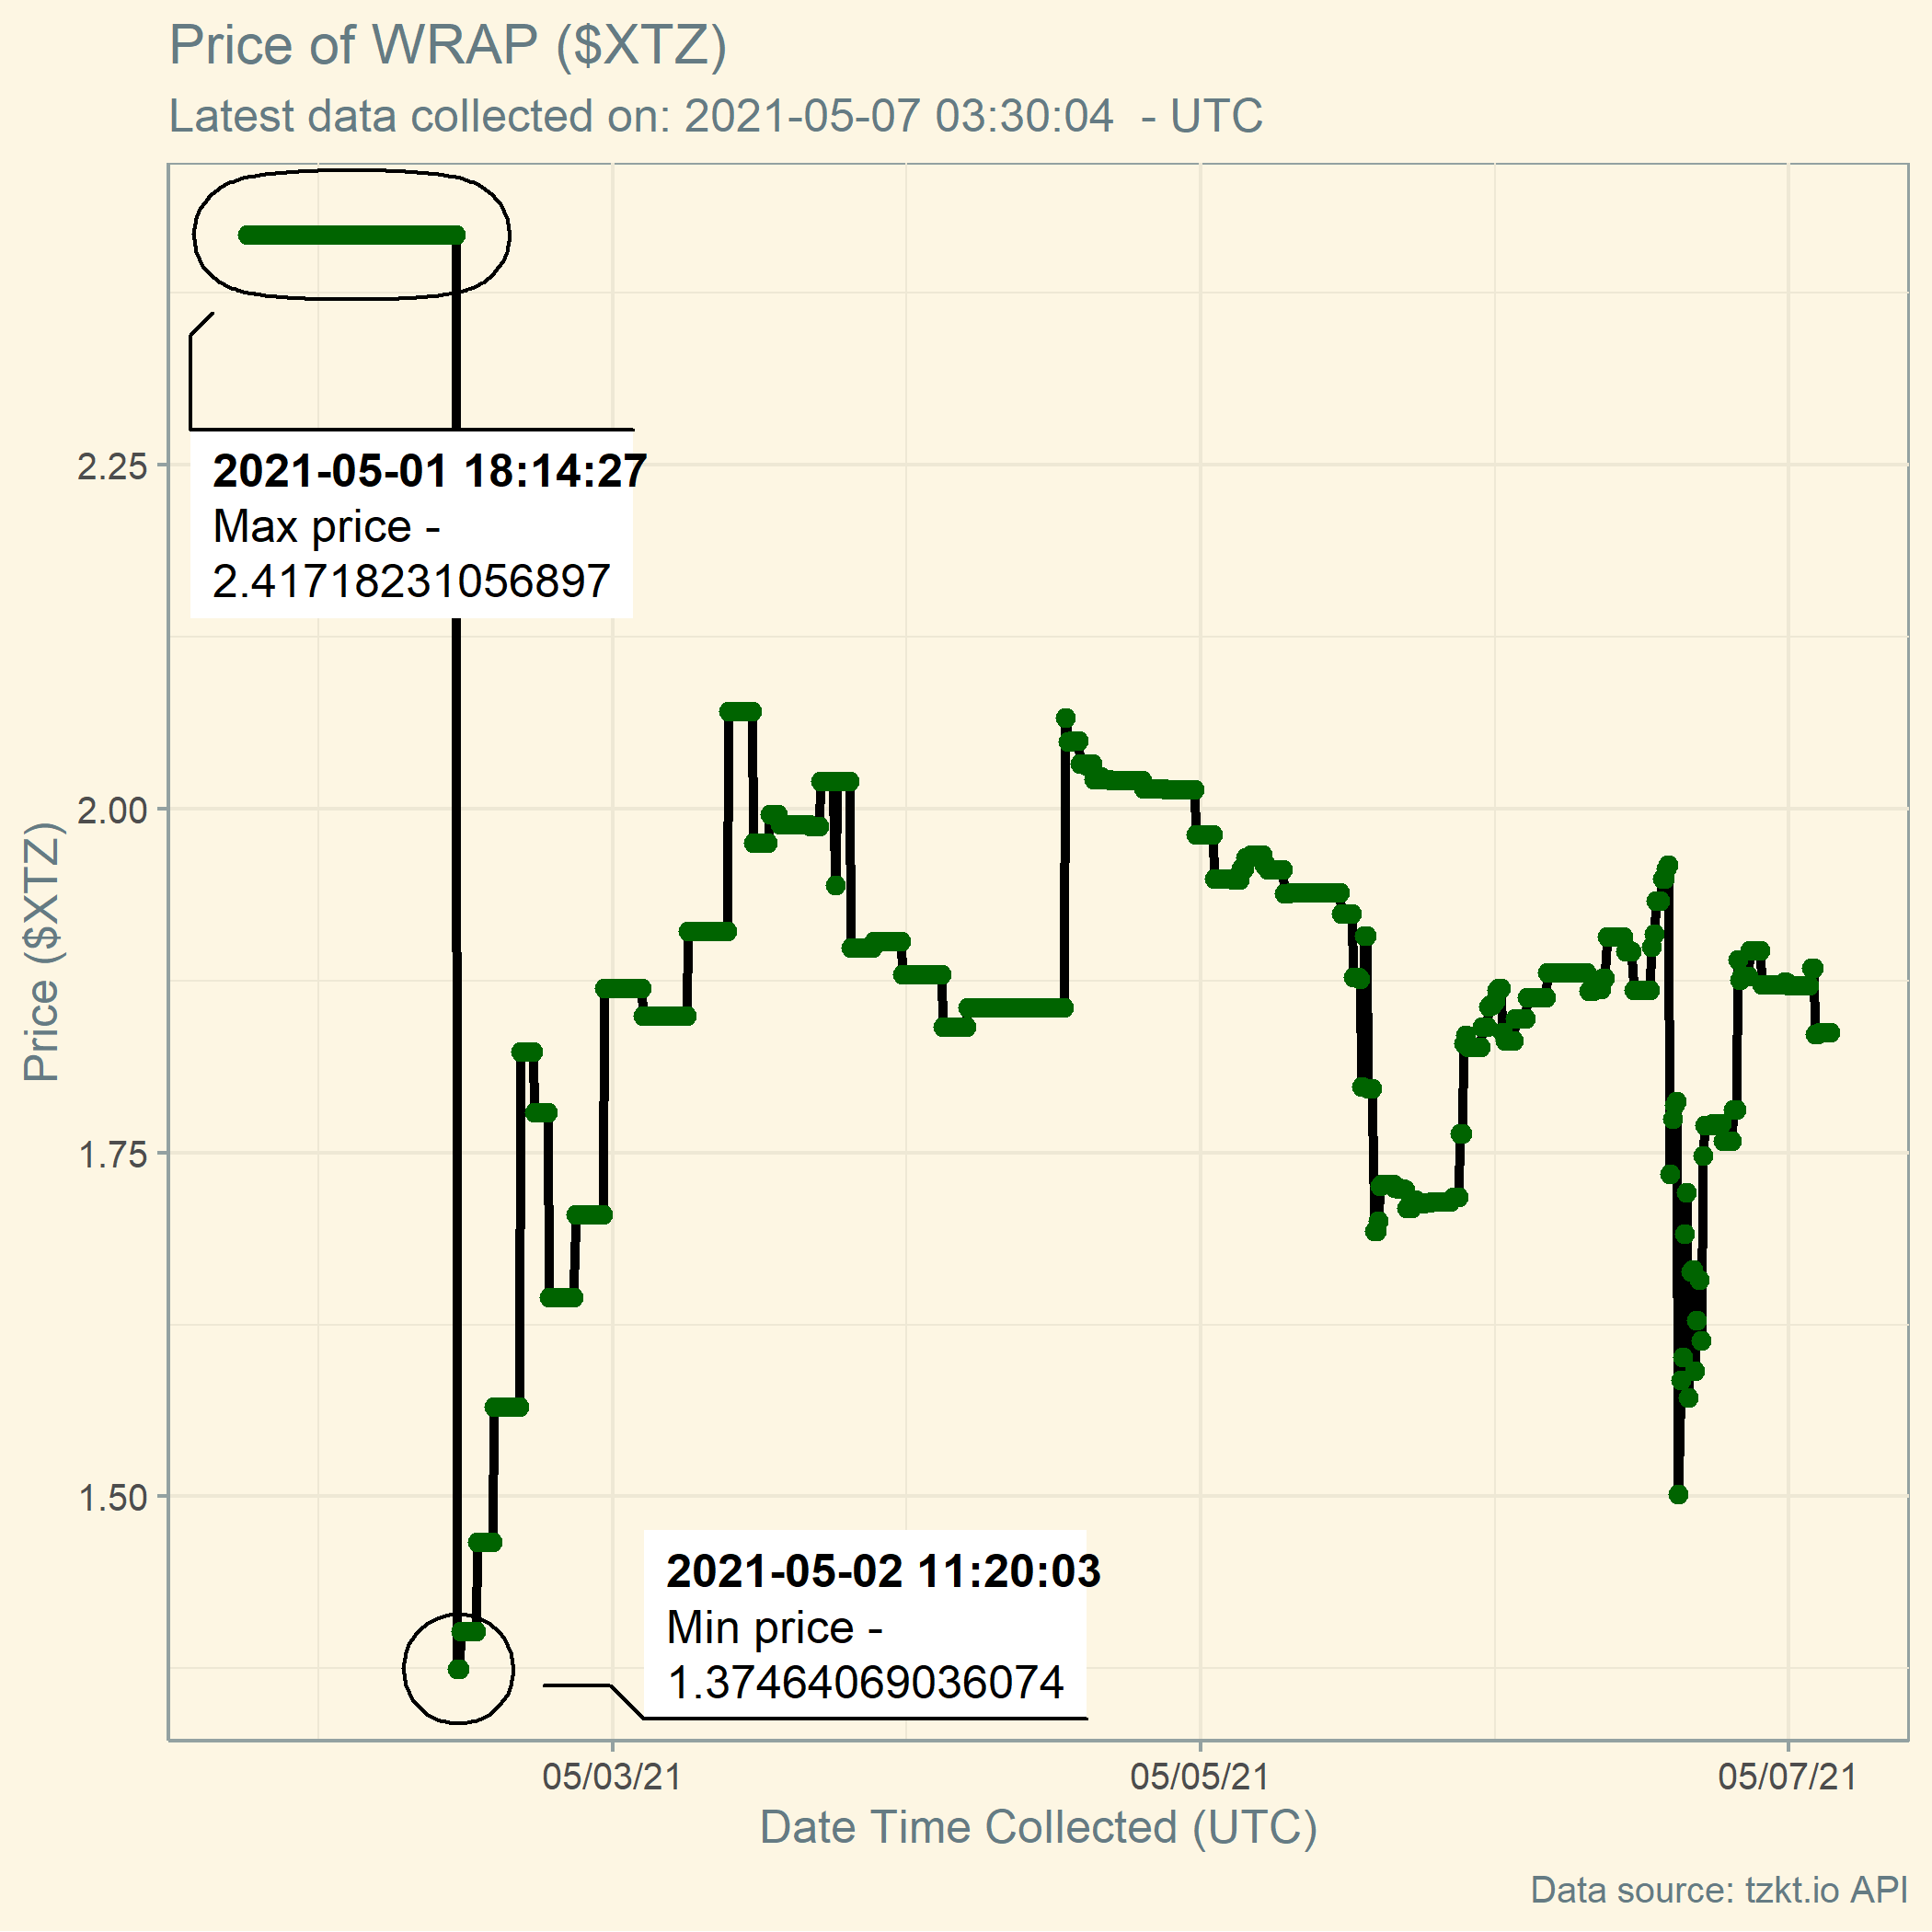 Price of WRAP ($XTZ)
Latest data collected on: 2021-05-07 03:30:04  - UTC
2021-05-01 18:14:27
Max price -
2.41718231056897
2.25
2.00
1.75
1.50
Price ($XTZ)
2021-05-02 11:20:03
Min price -
1.37464069036074
05/03/21
05/05/21
05/07/21
Date Time Collected (UTC)
Data source: tzkt.io API